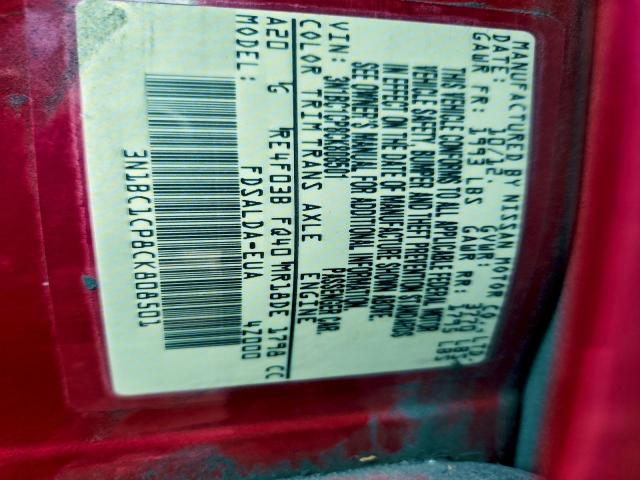 MANUFACTURED BY NISSAN MOTOR CO., LTD.
DATE: 10/12, GVWR: 3770 LBS
GAWR FR: 1993 LBS GAWR RR: 1793 LBS
THIS VEHICLE CONFORMS TO ALL APPLICABLE FEDERAL MOTOR
VEHICLE SAFETY, BUMPER AND THEFT PREVENTION STANDARDS
IN EFFECT ON THE DATE OF MANUFACTURE SHOWN ABOVE.
SEE OWNER'S MANUAL FOR ADDITIONAL INFORMATION.
VIN: 3N1BC1CP8CK808501 PASSENGER CAR
COLOR TRIM TRANS AXLE ENGINE
A20 G RE4F03B FQ40 MR18DE 1798 CC
MODEL: FDSALDA-EUA 47000
3N1BC1CP8CK808501